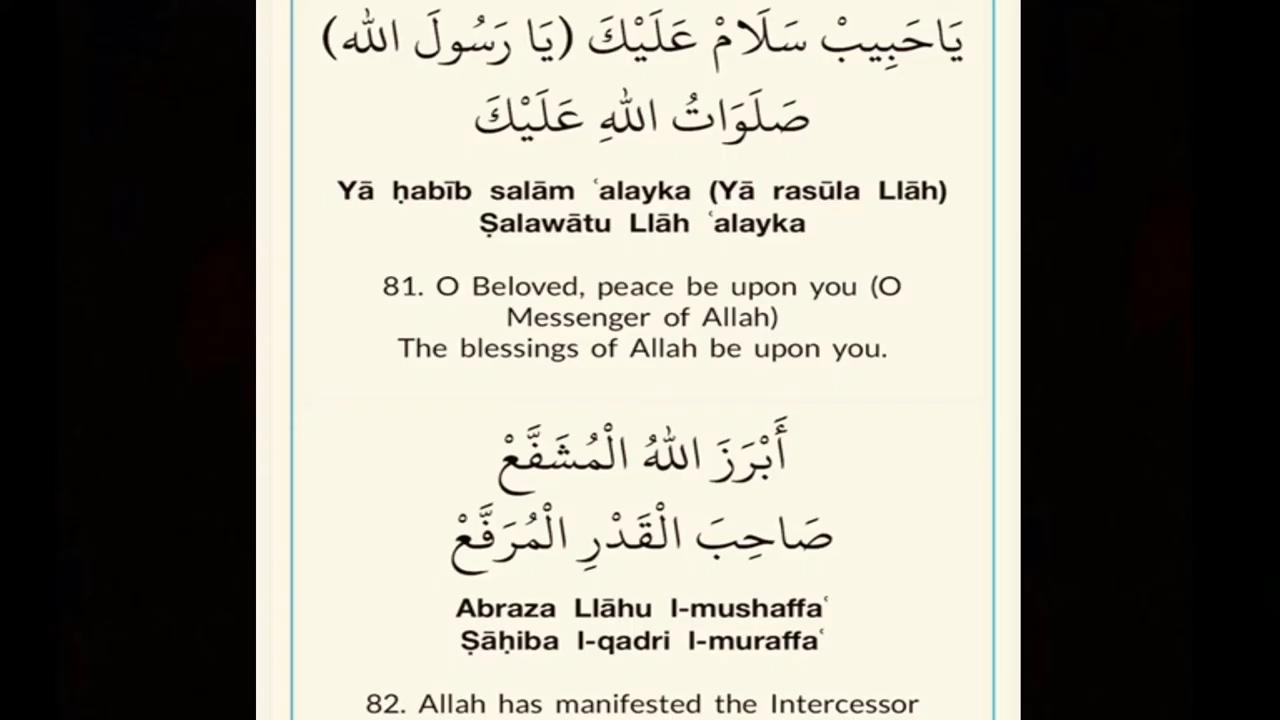 يَاحَبِيبْ سَلَامْ عَلَيْكَ (يَا رَسُولَ الله)
صَلَوَاتُ اللهِ عَلَيْكَ
Yā ḥabīb salām ʿalayka (Yā rasūla Llāh)
Ṣalawātu Llāh ʿalayka
81. O Beloved, peace be upon you (O
Messenger of Allah)
The blessings of Allah be upon you.
أَبْرَزَ اللهُ الْمُشَفَّعْ
صَاحِبَ الْقَدْرِ الْمُرَفَّعْ
Abraza Llāhu l-mushaffaʿ
Ṣāḥiba l-qadri l-muraffaʿ
82. Allah has manifested the Intercessor